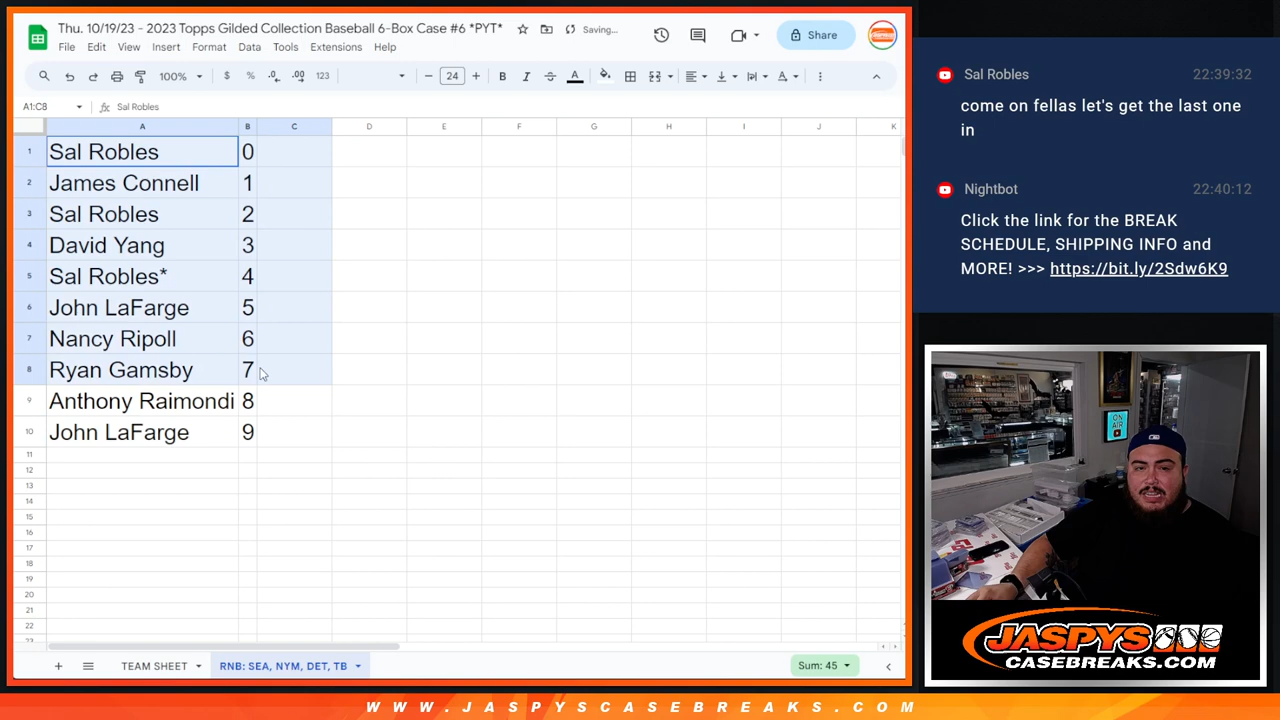 Thu. 10/19/23 - 2023 Topps Gilded Collection Baseball 6-Box Case #6 *PYT*
Saving...
Share
File Edit View Insert Format Data Tools Extensions Help
100% $ % .0 .00 123 24 B I A
A1:C8 Sal Robles
A B C D E F G H I J K
1 Sal Robles 0
2 James Connell 1
3 Sal Robles 2
4 David Yang 3
5 Sal Robles* 4
6 John LaFarge 5
7 Nancy Ripoll 6
8 Ryan Gamsby 7
9 Anthony Raimondi 8
10 John LaFarge 9
11
12
13
14
15
16
17
18
19
20
21
22
23
TEAM SHEET RNB: SEA, NYM, DET, TB Sum: 45
Sal Robles 22:39:32
come on fellas let's get the last one
in
Nightbot 22:40:12
Click the link for the BREAK
SCHEDULE, SHIPPING INFO and
MORE! >>> https://bit.ly/2Sdw6K9
ON AIR
JASPYS
CASEBREAKS.COM
WWW.JASPYSCASEBREAKS.COM